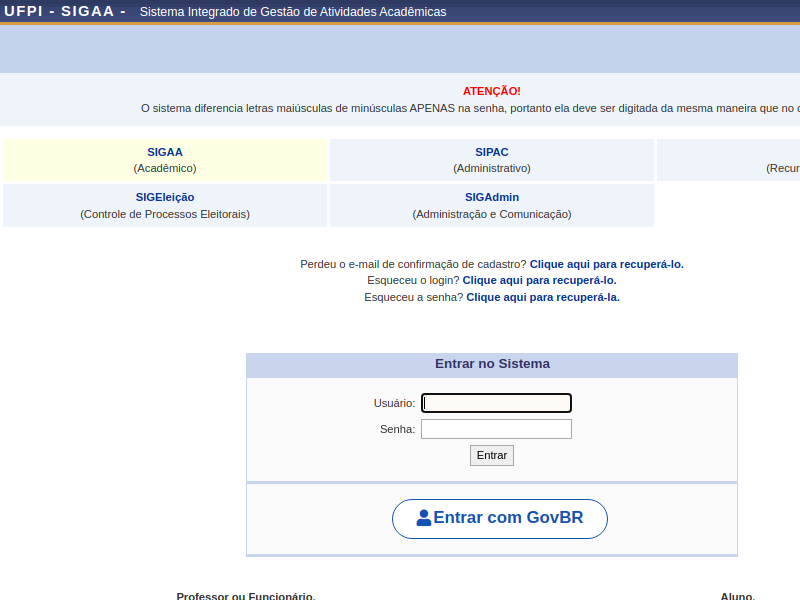 UFPI - SIGAA - Sistema Integrado de Gestão de Atividades Acadêmicas
ATENÇÃO!
O sistema diferencia letras maiúsculas de minúsculas APENAS na senha, portanto ela deve ser digitada da mesma maneira que no
SIGAA
(Acadêmico)
SIPAC
(Administrativo)
SIGEleição
(Controle de Processos Eleitorais)
SIGAdmin
(Administração e Comunicação)
Perdeu o e-mail de confirmação de cadastro? Clique aqui para recuperá-lo.
Esqueceu o login? Clique aqui para recuperá-lo.
Esqueceu a senha? Clique aqui para recuperá-la.
Entrar no Sistema
Usuário:
Senha:
Entrar
Entrar com GovBR
Professor ou Funcionário,
Aluno,